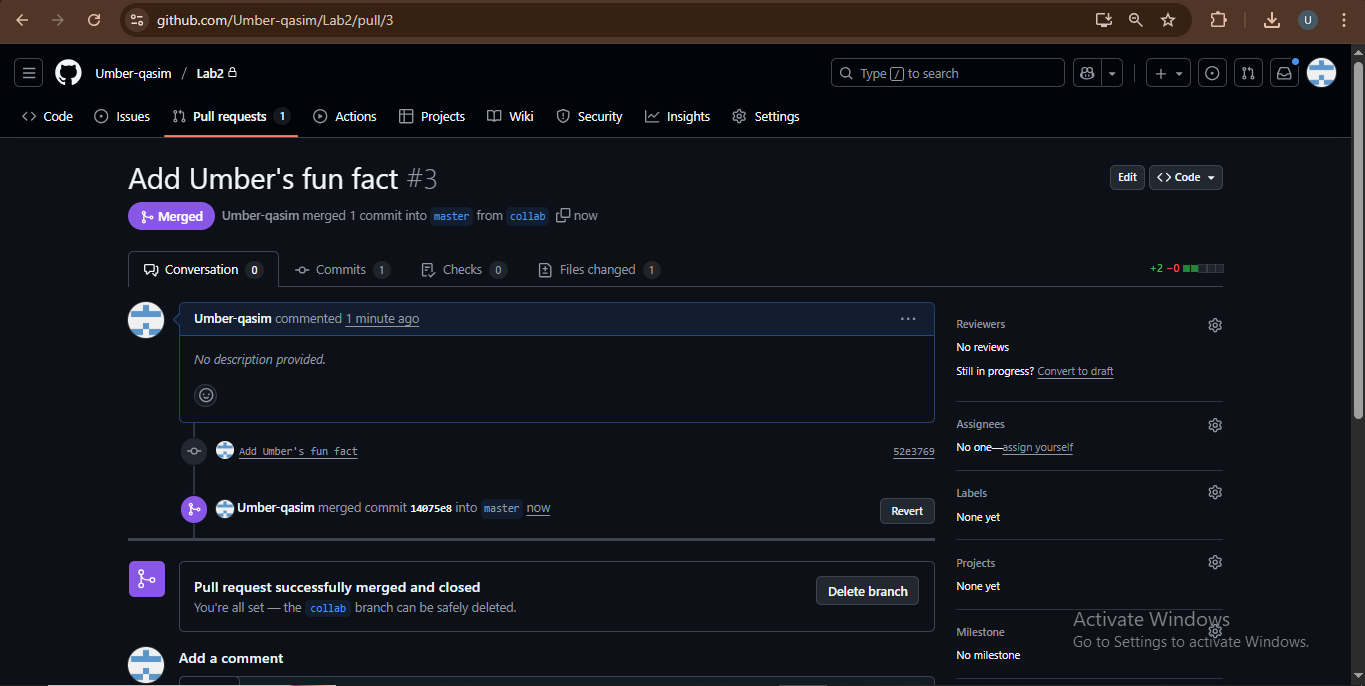 github.com/Umber-qasim/Lab2/pull/3
U
Umber-qasim / Lab2
Type / to search
Code
Issues
Pull requests 1
Actions
Projects
Wiki
Security
Insights
Settings
Add Umber's fun fact #3
Edit
<> Code
Merged
Umber-qasim merged 1 commit into master from collab now
Conversation 0
Commits 1
Checks 0
Files changed 1
+2 −0
Umber-qasim commented 1 minute ago
No description provided.
Add Umber's fun fact
52e3769
Umber-qasim merged commit 14075e8 into master now
Revert
Pull request successfully merged and closed
You're all set — the collab branch can be safely deleted.
Delete branch
Add a comment
Reviewers
No reviews
Still in progress? Convert to draft
Assignees
No one—assign yourself
Labels
None yet
Projects
None yet
Milestone
No milestone
Activate Windows
Go to Settings to activate Windows.